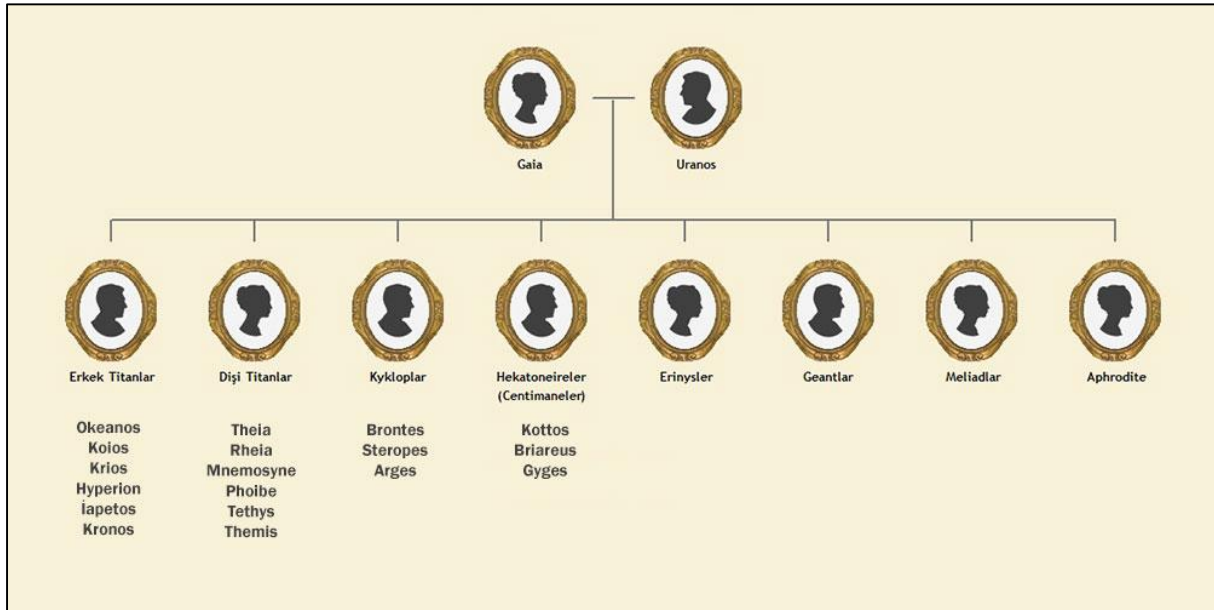 Gaia
Uranos
Erkek Titanlar
Dişi Titanlar
Kykloplar
Hekatoneireler
(Centimaneler)
Erinysler
Geantlar
Meliadlar
Aphrodite
Okeanos
Koios
Krios
Hyperion
İapetos
Kronos
Theia
Rheia
Mnemosyne
Phoibe
Tethys
Themis
Brontes
Steropes
Arges
Kottos
Briareus
Gyges